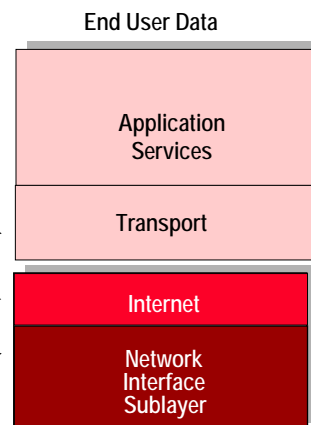 End User Data
Application
Services
Transport
Internet
Network
Interface
Sublayer